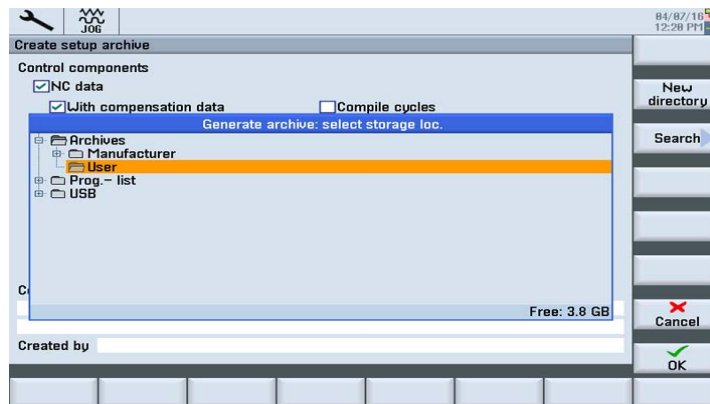 JOG
04/07/16
12:28 PM
Create setup archive
Control components
NC data
With compensation data
Compile cycles
New
directory
Generate archive: select storage loc.
Archives
Search
Manufacturer
User
Prog.- list
USB
Free: 3.8 GB
Cancel
Created by
OK